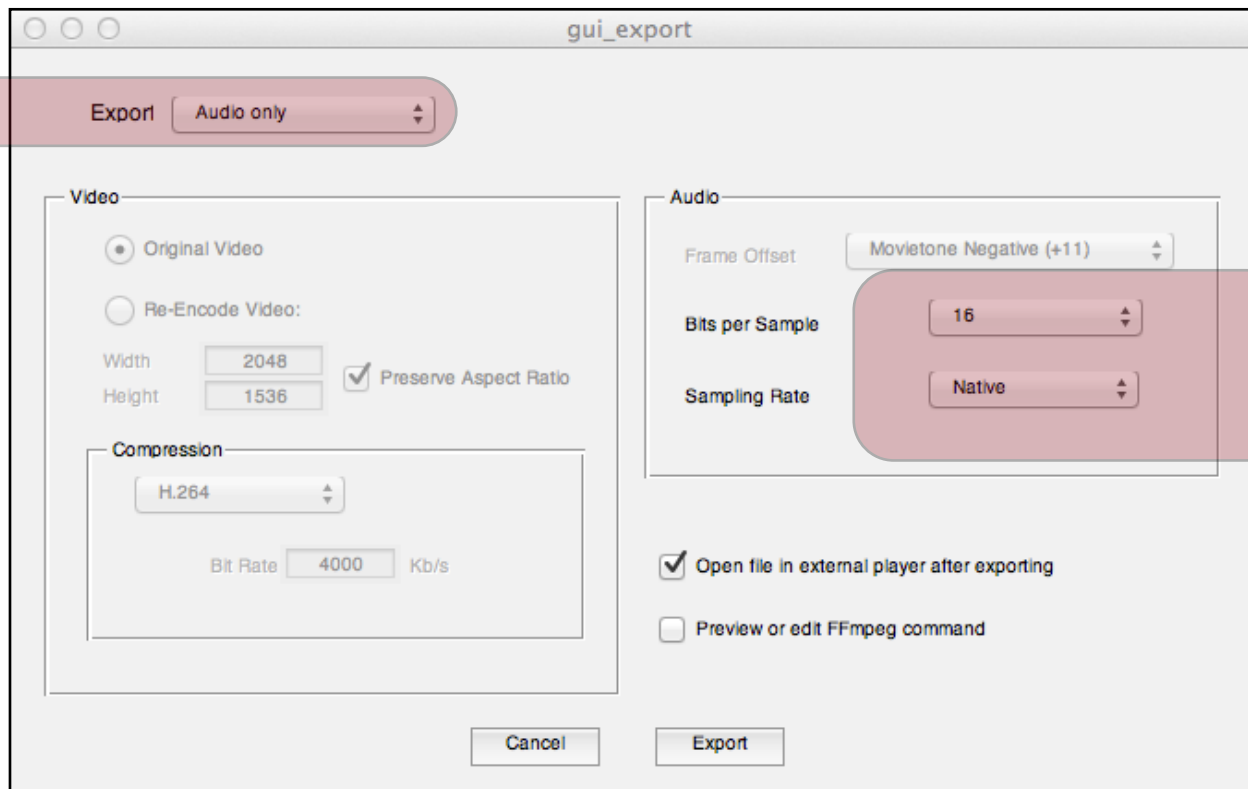 gui_export
Export Audio only
Video
Original Video
Re-Encode Video:
Width 2048
Height 1536
Preserve Aspect Ratio
Compression
H.264
Bit Rate 4000 Kb/s
Audio
Frame Offset Movietone Negative (+11)
Bits per Sample 16
Sampling Rate Native
Open file in external player after exporting
Preview or edit FFmpeg command
Cancel Export